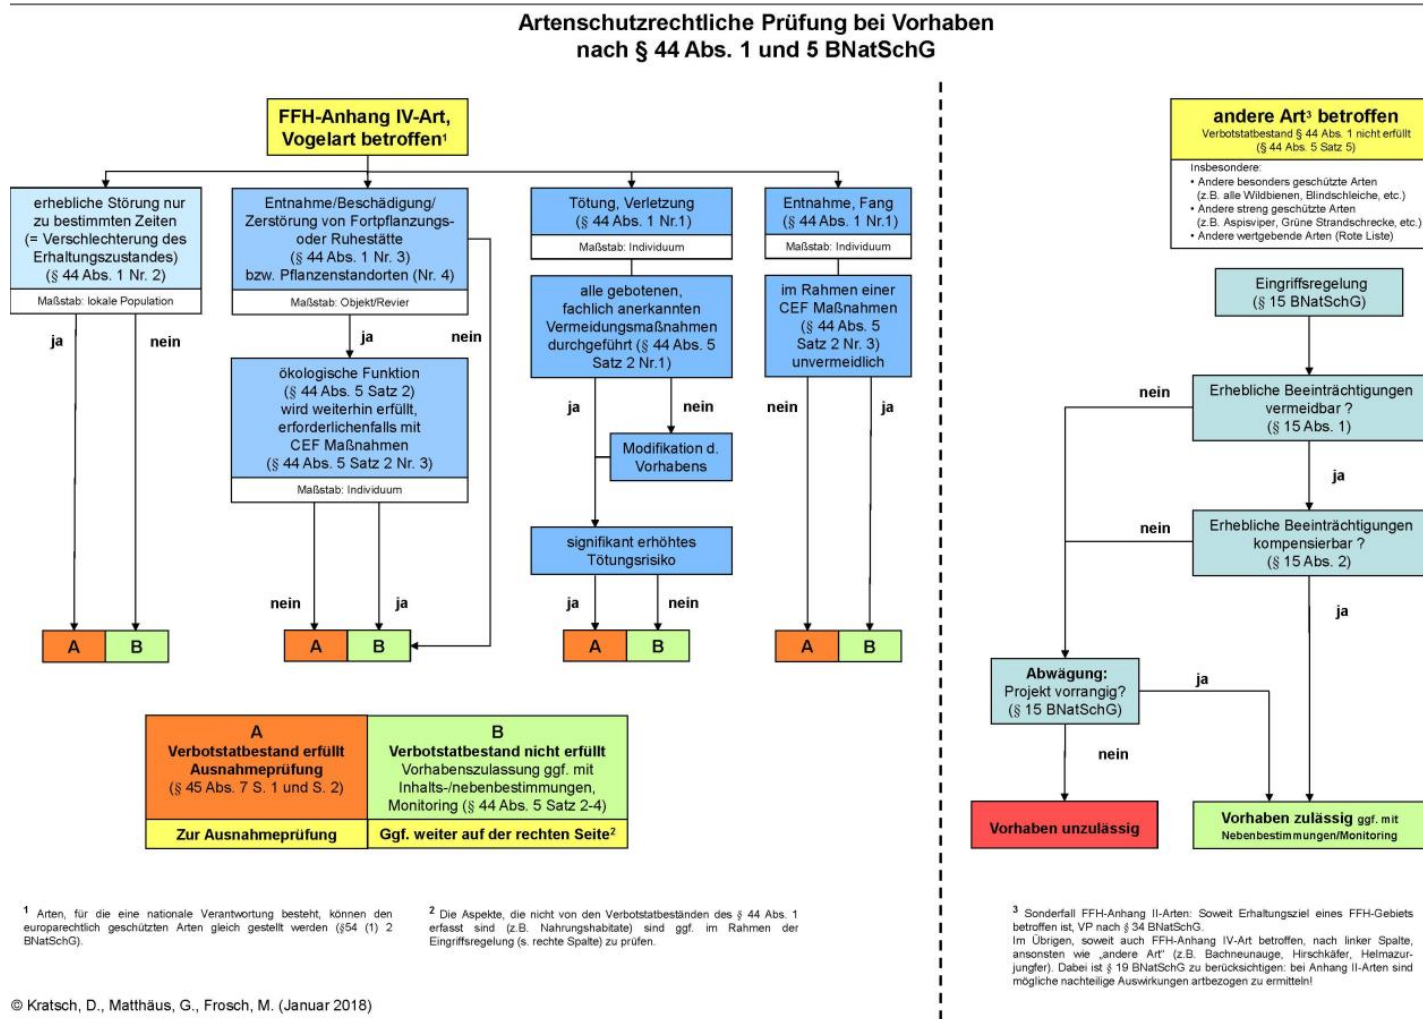 Artenschutzrechtliche Prüfung bei Vorhaben
nach § 44 Abs. 1 und 5 BNatSchG
FFH-Anhang IV-Art,
Vogelart betroffen¹
erhebliche Störung nur
zu bestimmten Zeiten
(= Verschlechterung des
Erhaltungszustandes)
(§ 44 Abs. 1 Nr. 2)
Maßstab: lokale Population
ja
nein
A
B
Entnahme/Beschädigung/
Zerstörung von Fortpflanzungs-
oder Ruhestätte
(§ 44 Abs. 1 Nr. 3)
bzw. Pflanzenstandorten (Nr. 4)
Maßstab: Objekt/Revier
ja
nein
ökologische Funktion
(§ 44 Abs. 5 Satz 2)
wird weiterhin erfüllt,
erforderlichenfalls mit
CEF Maßnahmen
(§ 44 Abs. 5 Satz 2 Nr. 3)
Maßstab: Individuum
nein
ja
A
B
Tötung, Verletzung
(§ 44 Abs. 1 Nr.1)
Maßstab: Individuum
alle gebotenen,
fachlich anerkannten
Vermeidungsmaßnahmen
durchgeführt (§ 44 Abs. 5
Satz 2 Nr.1)
ja
nein
Modifikation d.
Vorhabens
signifikant erhöhtes
Tötungsrisiko
ja
nein
A
B
Entnahme, Fang
(§ 44 Abs. 1 Nr.1)
Maßstab: Individuum
im Rahmen einer
CEF Maßnahmen
(§ 44 Abs. 5
Satz 2 Nr. 3)
unvermeidlich
nein
ja
A
B
A
Verbotstatbestand erfüllt
Ausnahmeprüfung
(§ 45 Abs. 7 S. 1 und S. 2)
Zur Ausnahmeprüfung
B
Verbotstatbestand nicht erfüllt
Vorhabenszulassung ggf. mit
Inhalts-/nebenbestimmungen,
Monitoring (§ 44 Abs. 5 Satz 2-4)
Ggf. weiter auf der rechten Seite²
¹ Arten, für die eine nationale Verantwortung besteht, können den
europarechtlich geschützten Arten gleich gestellt werden (§54 (1) 2
BNatSchG).
² Die Aspekte, die nicht von den Verbotstatbeständen des § 44 Abs. 1
erfasst sind (z.B. Nahrungshabitate) sind ggf. im Rahmen der
Eingriffsregelung (s. rechte Spalte) zu prüfen.
© Kratsch, D., Matthäus, G., Frosch, M. (Januar 2018)
andere Art³ betroffen
Verbotstatbestand § 44 Abs. 1 nicht erfüllt
(§ 44 Abs. 5 Satz 5)
Insbesondere:
• Andere besonders geschützte Arten
(z.B. alle Wildbienen, Blindschleiche, etc.)
• Andere streng geschützte Arten
(z.B. Aspisviper, Grüne Strandschrecke, etc.)
• Andere wertgebende Arten (Rote Liste)
Eingriffsregelung
(§ 15 BNatSchG)
Erhebliche Beeinträchtigungen
vermeidbar ?
(§ 15 Abs. 1)
nein
ja
Erhebliche Beeinträchtigungen
kompensierbar ?
(§ 15 Abs. 2)
nein
ja
Abwägung:
Projekt vorrangig?
(§ 15 BNatSchG)
ja
nein
Vorhaben unzulässig
Vorhaben zulässig ggf. mit
Nebenbestimmungen/Monitoring
³ Sonderfall FFH-Anhang II-Arten: Soweit Erhaltungsziel eines FFH-Gebiets
betroffen ist, VP nach § 34 BNatSchG.
Im Übrigen, soweit auch FFH-Anhang IV-Art betroffen, nach linker Spalte,
ansonsten wie „andere Art“ (z.B. Bachneunauge, Hirschkäfer, Helmazur-
jungfer). Dabei ist § 19 BNatSchG zu berücksichtigen: bei Anhang II-Arten sind
mögliche nachteilige Auswirkungen artbezogen zu ermitteln!